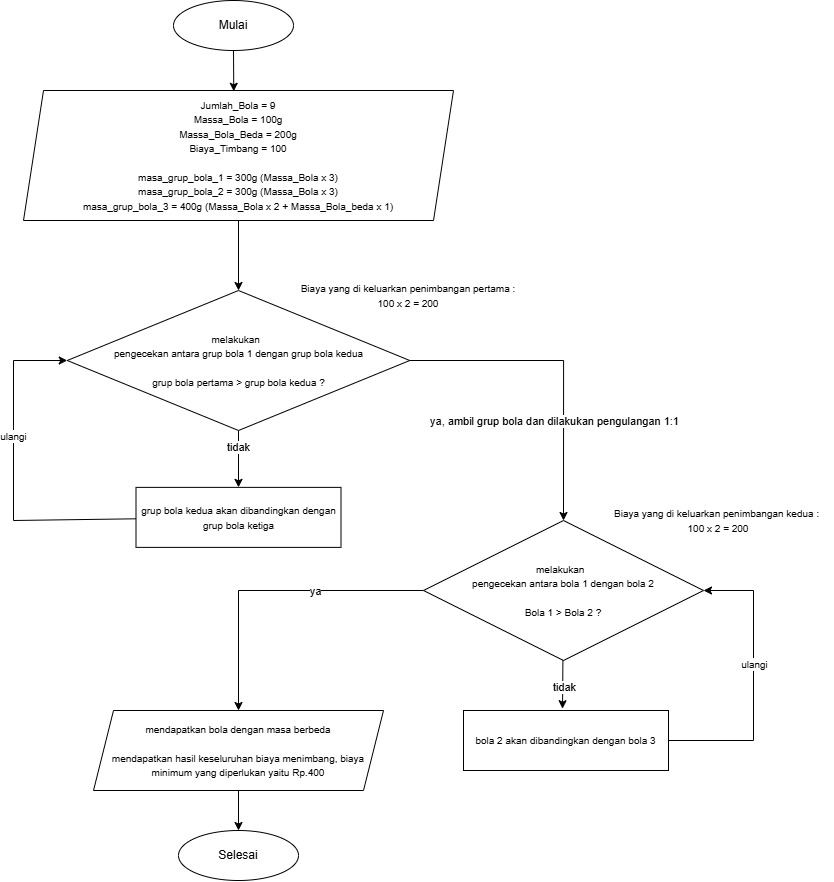 Mulai
Jumlah_Bola = 9
Massa_Bola = 100g
Massa_Bola_Beda = 200g
Biaya_Timbang = 100
masa_grup_bola_1 = 300g (Massa_Bola x 3)
masa_grup_bola_2 = 300g (Massa_Bola x 3)
masa_grup_bola_3 = 400g (Massa_Bola x 2 + Massa_Bola_beda x 1)
Biaya yang di keluarkan penimbangan pertama :
100 x 2 = 200
melakukan
pengecekan antara grup bola 1 dengan grup bola kedua
grup bola pertama > grup bola kedua ?
ya, ambil grup bola dan dilakukan pengulangan 1:1
ulangi
tidak
grup bola kedua akan dibandingkan dengan
grup bola ketiga
Biaya yang di keluarkan penimbangan kedua :
100 x 2 = 200
melakukan
pengecekan antara bola 1 dengan bola 2
Bola 1 > Bola 2 ?
ya
ulangi
tidak
bola 2 akan dibandingkan dengan bola 3
mendapatkan bola dengan masa berbeda
mendapatkan hasil keseluruhan biaya menimbang, biaya
minimum yang diperlukan yaitu Rp.400
Selesai